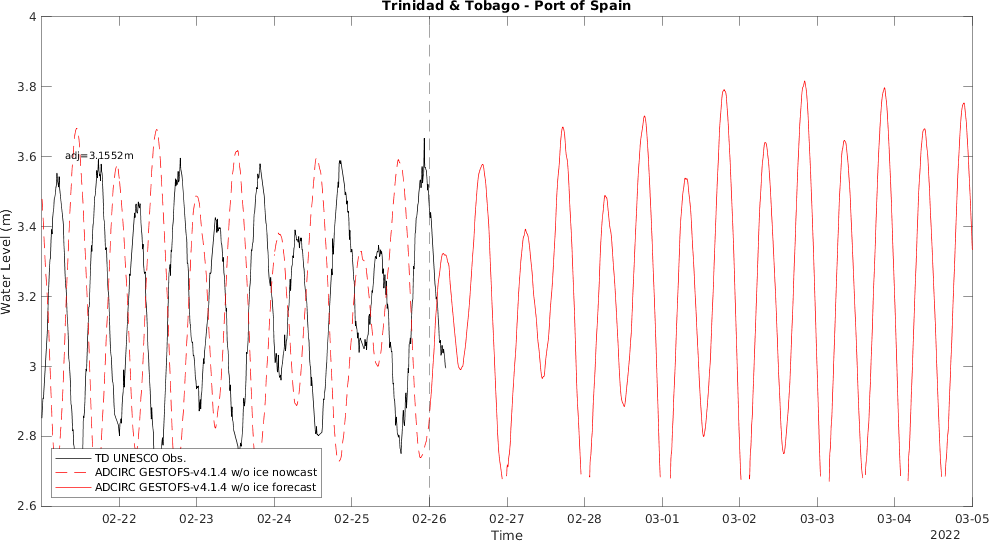 Trinidad & Tobago - Port of Spain
4
3.8
3.6
3.4
3.2
3
2.8
2.6
Water Level (m)
adj=3.1552m
TD UNESCO Obs.
ADCIRC GESTOFS-v4.1.4 w/o ice nowcast
ADCIRC GESTOFS-v4.1.4 w/o ice forecast
02-22 02-23 02-24 02-25 02-26 02-27 02-28 03-01 03-02 03-03 03-04 03-05
Time
2022